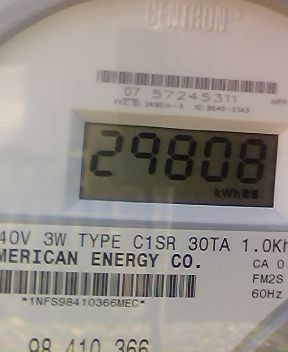 CENTRON®
07 57245311
29808
kWh
40V 3W TYPE C1SR 30TA 1.0Kh
MERICAN ENERGY CO.
CA 0
FM2S
*1NFS98410366MEC*
60Hz
98 410 366